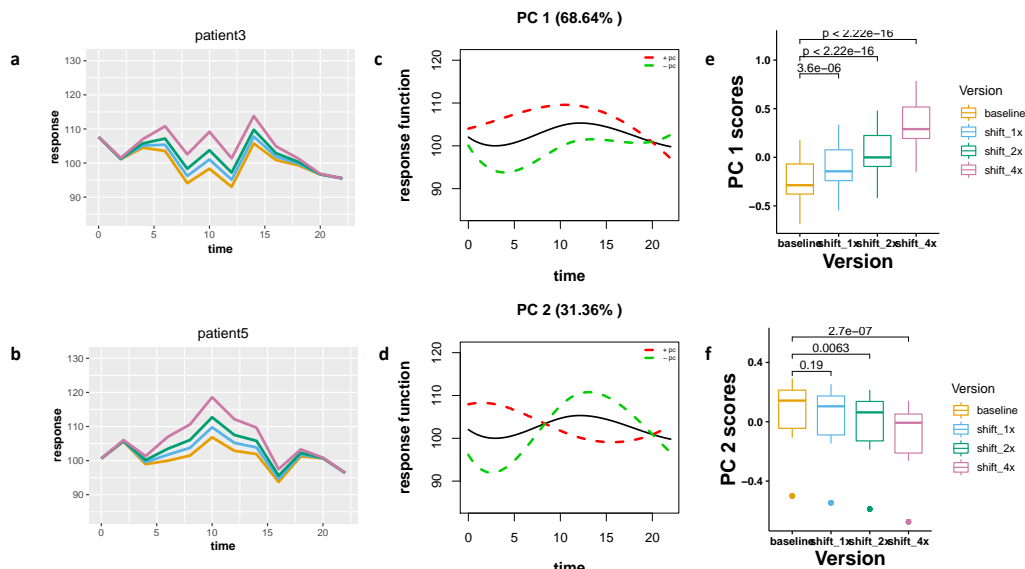 a
patient3
response
130
120
110
100
90
0
5
10
15
20
time
PC 1 (68.64% )
c
response function
120
110
100
90
+ pc
− pc
0
5
10
15
20
time
e
PC 1 scores
1.0
0.5
0.0
−0.5
p < 2.22e−16
p < 2.22e−16
3.6e−06
baseline shift_1x shift_2x shift_4x
Version
Version
baseline
shift_1x
shift_2x
shift_4x
b
patient5
response
130
120
110
100
90
0
5
10
15
20
time
PC 2 (31.36% )
d
response function
120
110
100
90
+ pc
− pc
0
5
10
15
20
time
f
PC 2 scores
0.4
0.0
−0.4
2.7e−07
0.0063
0.19
baseline shift_1x shift_2x shift_4x
Version
Version
baseline
shift_1x
shift_2x
shift_4x